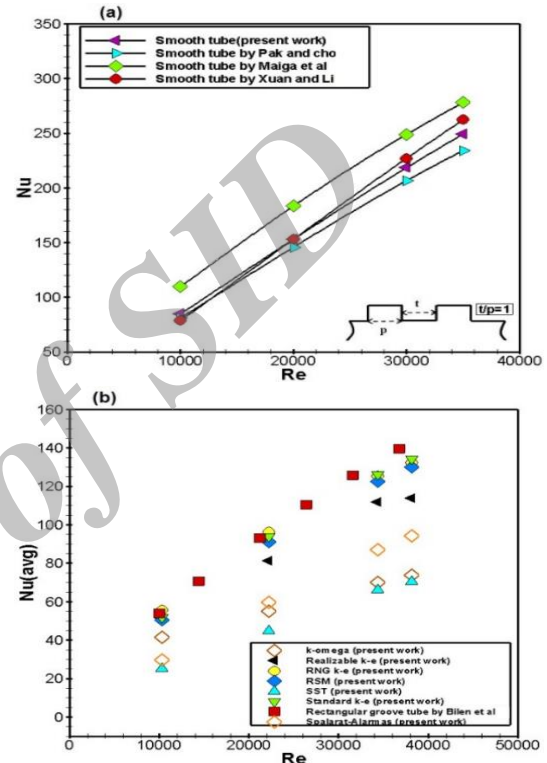 (a)
350
300
250
200
150
100
50
Nu
Smooth tube(present work)
Smooth tube by Pak and cho
Smooth tube by Maiga et al
Smooth tube by Xuan and Li
t
p
t/p=1
0
10000
20000
30000
40000
Re
(b)
160
140
120
100
80
60
40
20
0
Nu(avg)
k-omega (present work)
Realizable k-e (present work)
RNG k-e (present work)
RSM (present work)
SST (present work)
Standard k-e (present work)
Rectangular groove tube by Bilen et al
Spalarat-Alarmas (present work)
0
10000
20000
30000
40000
50000
Re
of SID